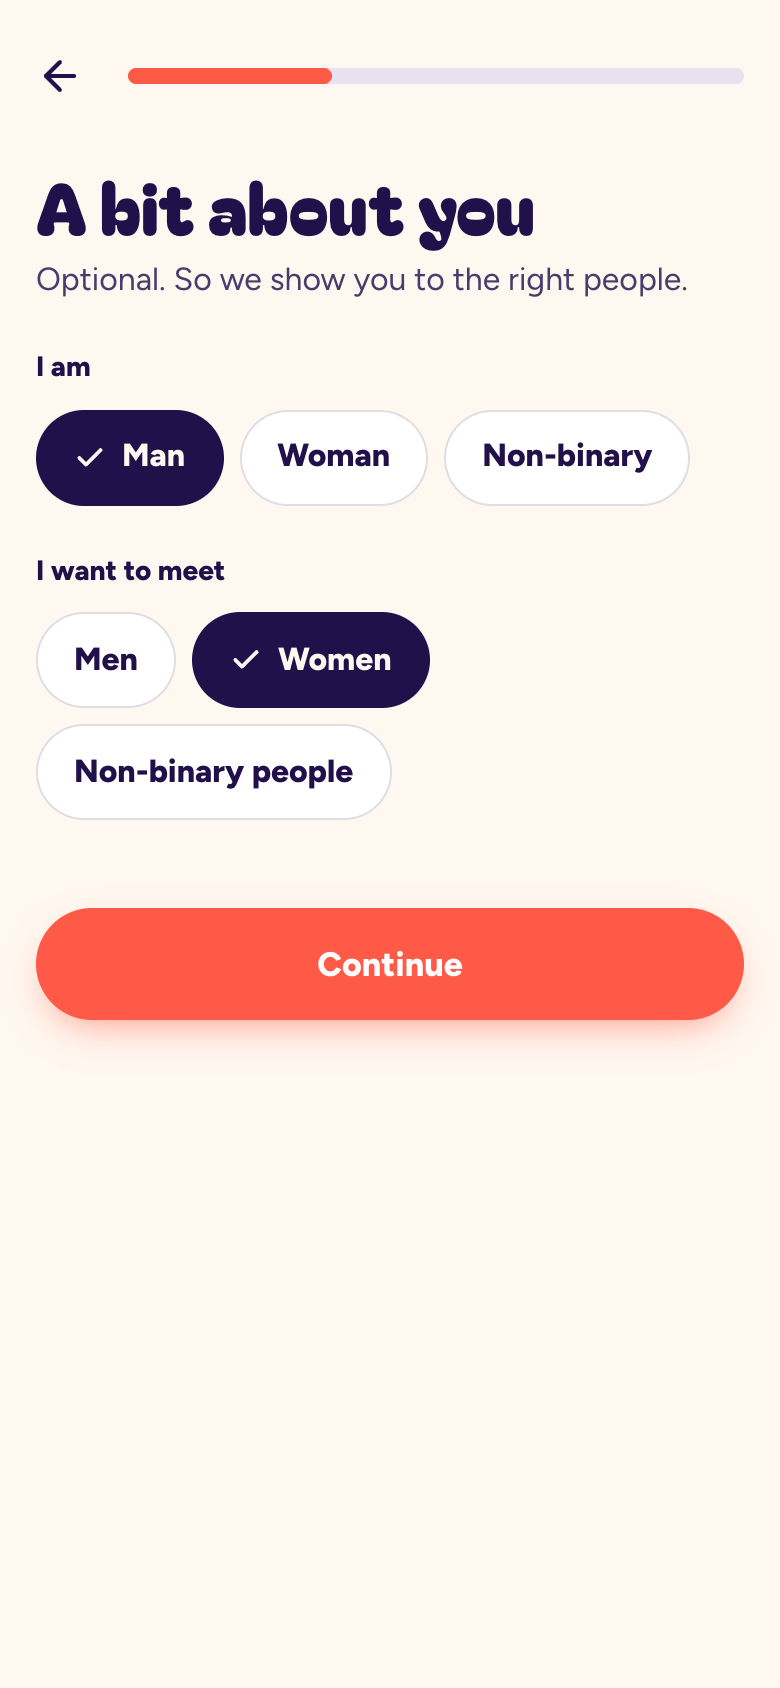 A bit about you
Optional. So we show you to the right people.
I am
Man
Woman
Non-binary
I want to meet
Men
Women
Non-binary people
Continue